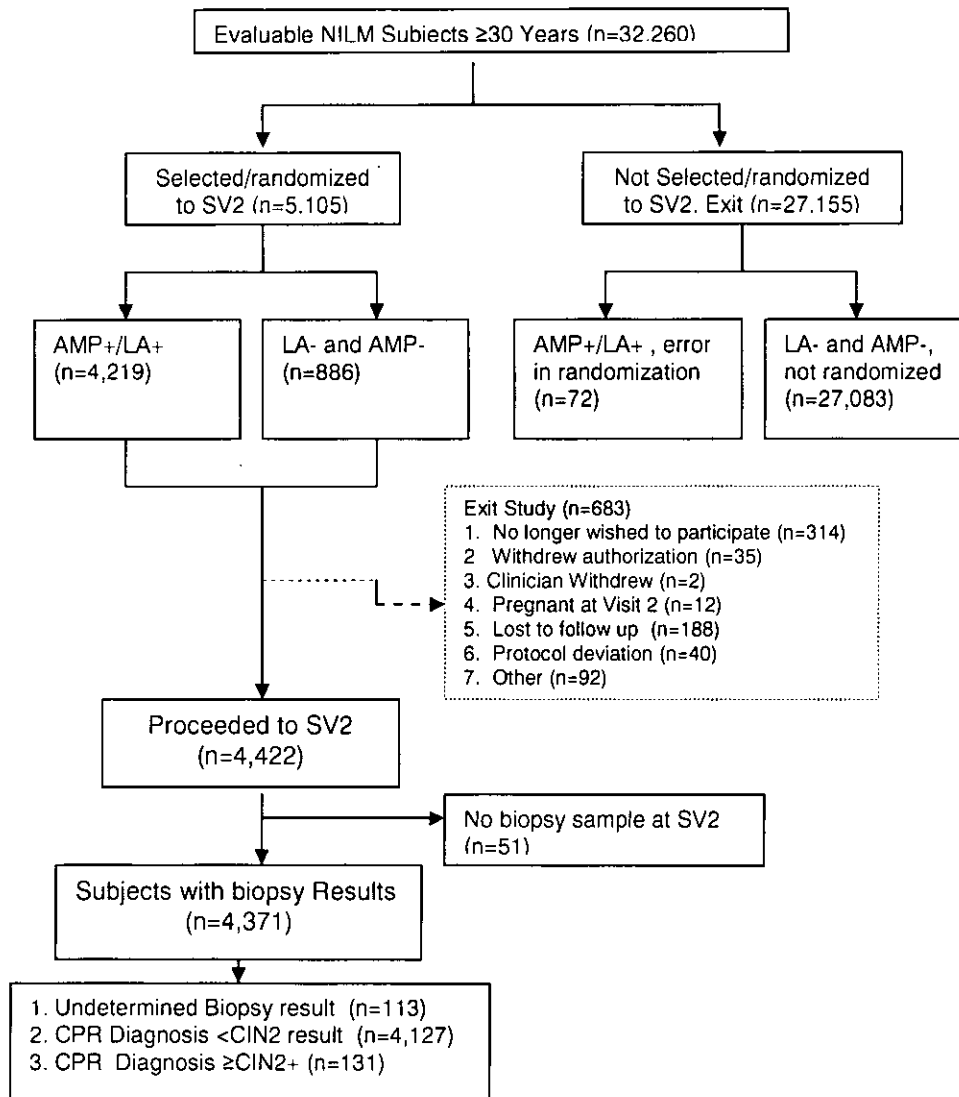 Evaluable NILM Subjects ≥30 Years (n=32.260)
Selected/randomized
to SV2 (n=5.105)
Not Selected/randomized
to SV2. Exit (n=27.155)
AMP+/LA+
(n=4,219)
LA- and AMP-
(n=886)
AMP+/LA+ , error
in randomization
(n=72)
LA- and AMP-,
not randomized
(n=27,083)
Exit Study (n=683)
1. No longer wished to participate (n=314)
2 Withdrew authorization (n=35)
3. Clinician Withdrew (n=2)
4. Pregnant at Visit 2 (n=12)
5. Lost to follow up (n=188)
6. Protocol deviation (n=40)
7. Other (n=92)
Proceeded to SV2
(n=4,422)
No biopsy sample at SV2
(n=51)
Subjects with biopsy Results
(n=4,371)
1. Undetermined Biopsy result (n=113)
2. CPR Diagnosis <CIN2 result (n=4,127)
3. CPR Diagnosis ≥CIN2+ (n=131)